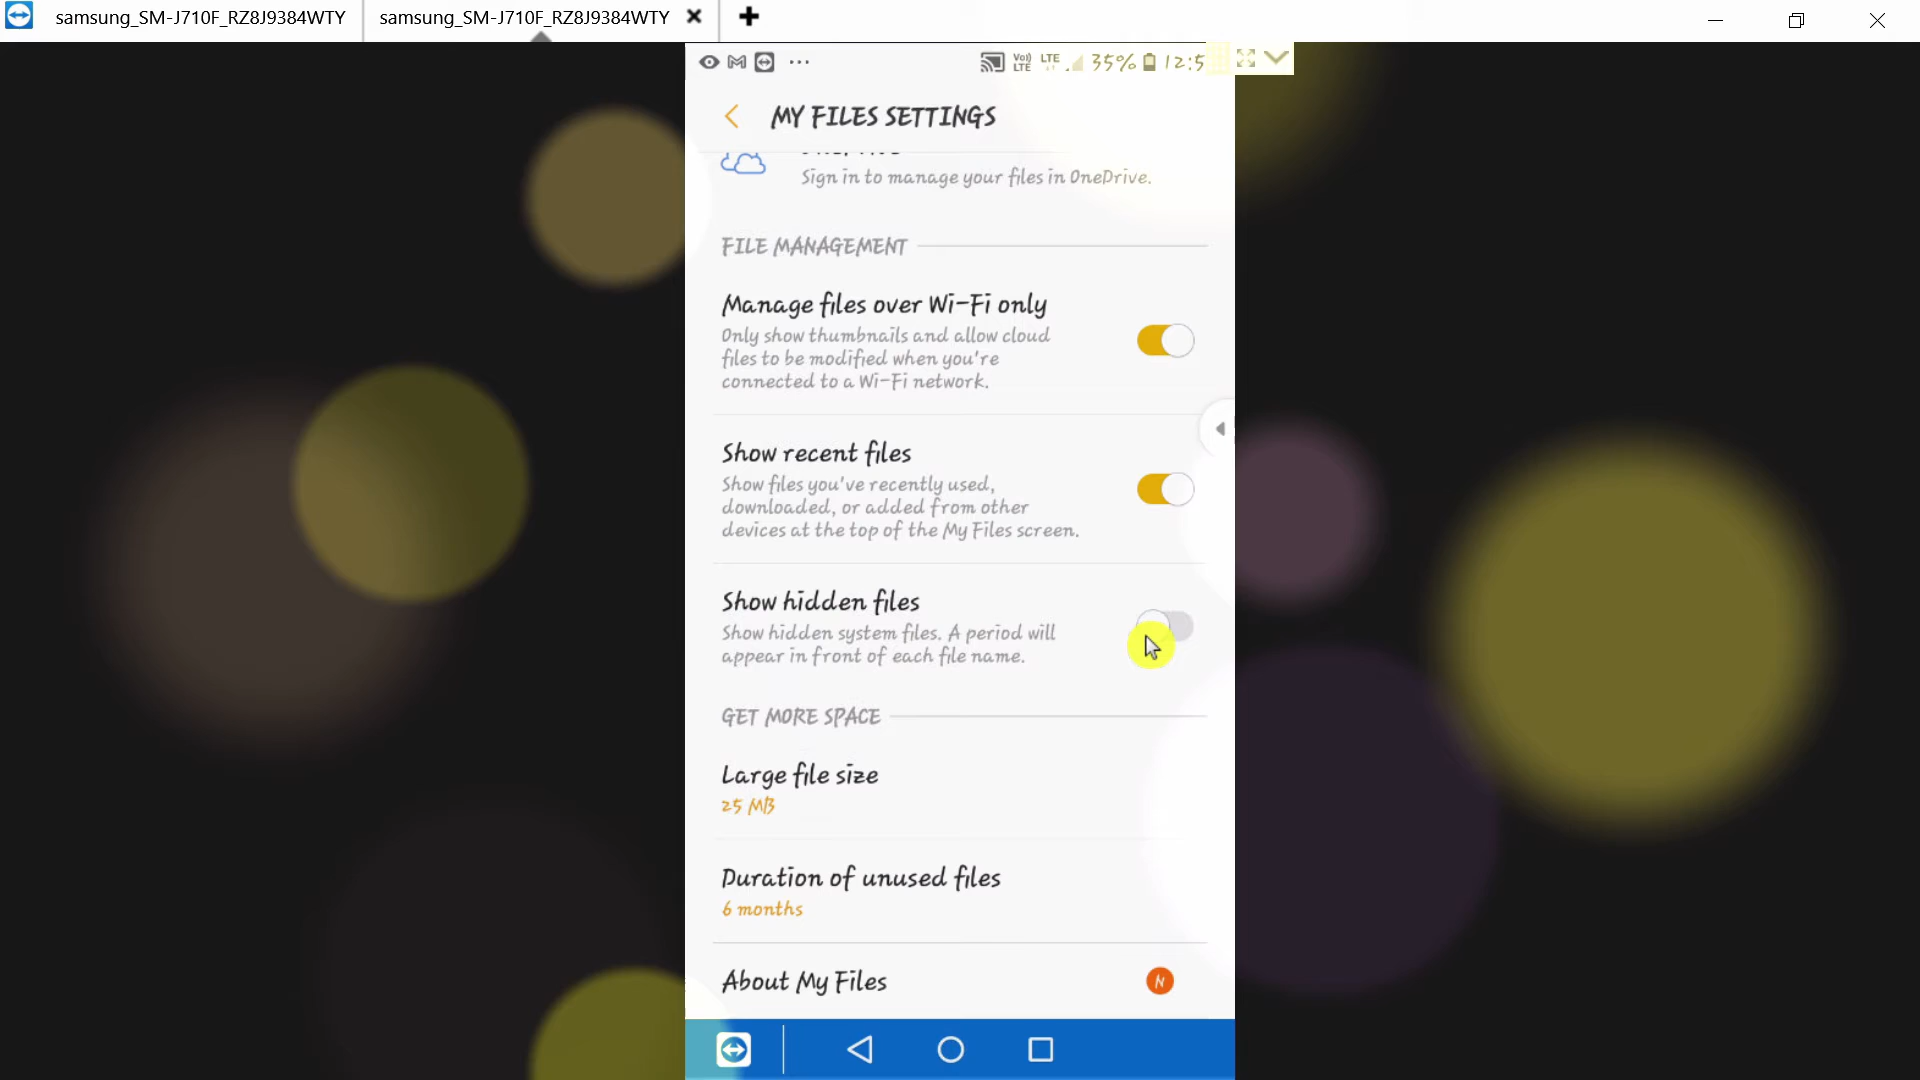 samsung_SM-J710F_RZ8J9384WTY
samsung_SM-J710F_RZ8J9384WTY
Vo)) LTE LTE 35% 12:5
MY FILES SETTINGS
Sign in to manage your files in OneDrive.
FILE MANAGEMENT
Manage files over Wi-Fi only
Only show thumbnails and allow cloud
files to be modified when you're
connected to a Wi-Fi network.
Show recent files
Show files you've recently used,
downloaded, or added from other
devices at the top of the My Files screen.
Show hidden files
Show hidden system files. A period will
appear in front of each file name.
GET MORE SPACE
Large file size
25 MB
Duration of unused files
6 months
About My Files
N